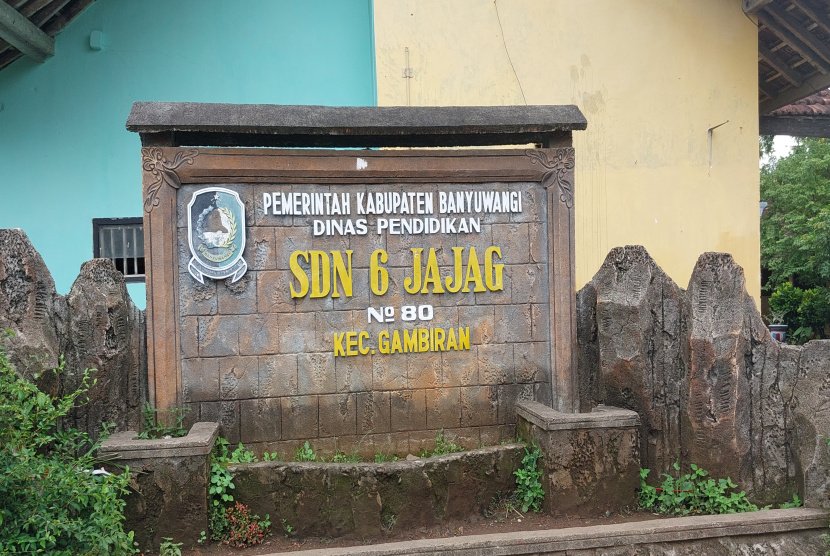 PEMERINTAH KABUPATEN BANYUWANGI
DINAS PENDIDIKAN
SDN 6 JAJAG
№ 80
KEC. GAMBIRAN